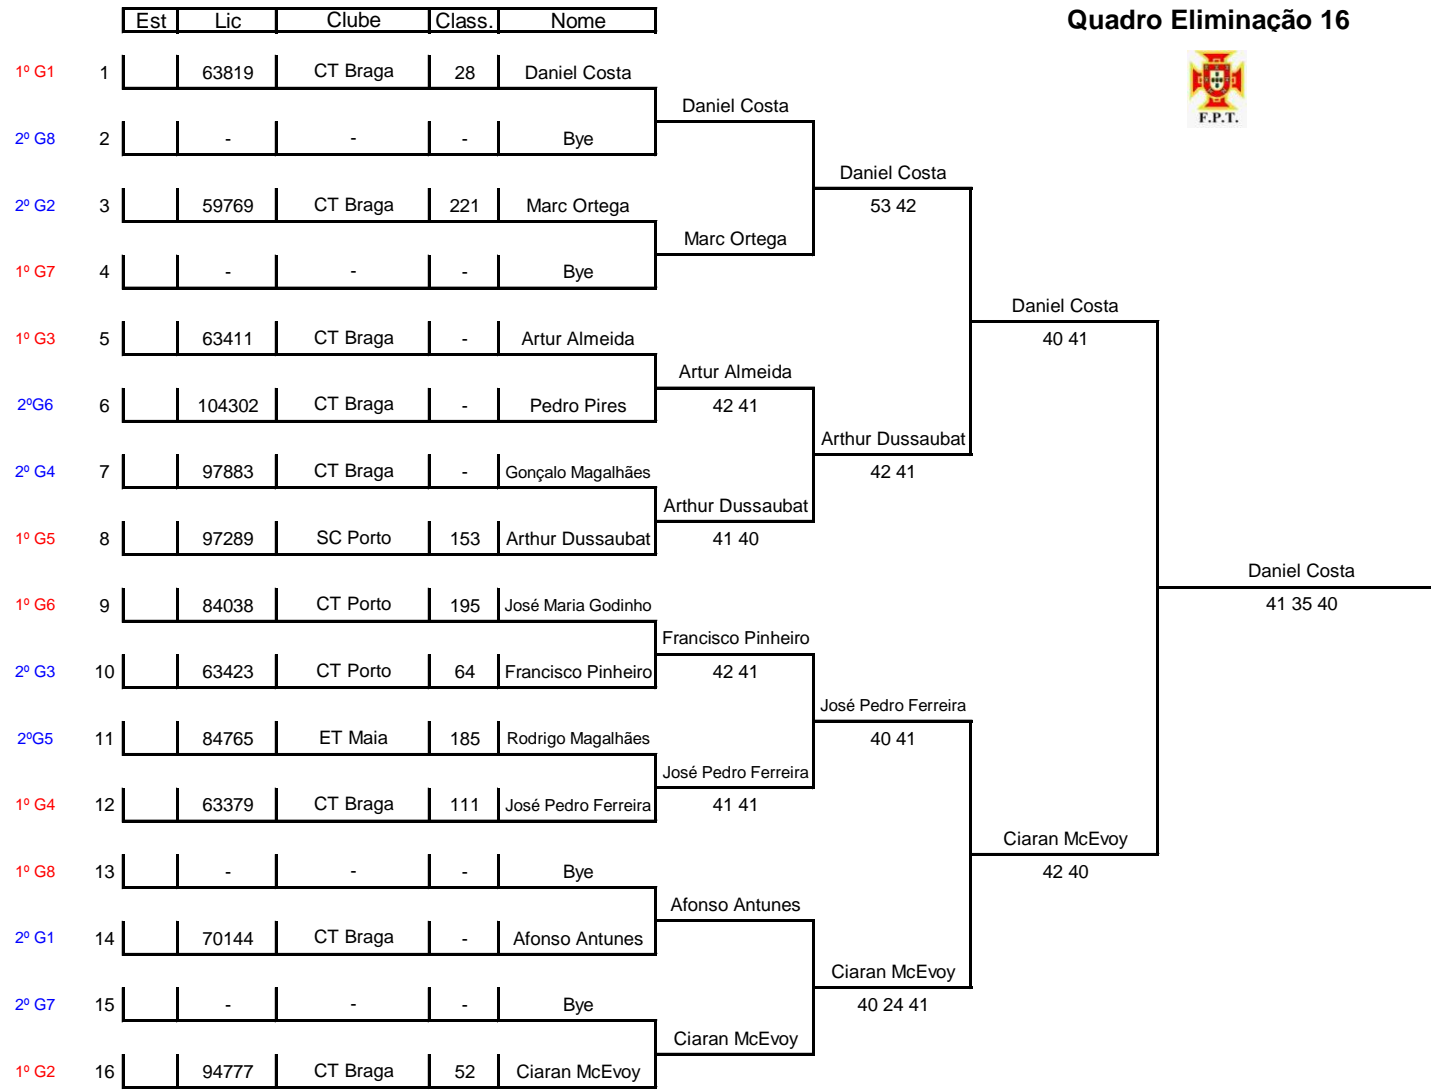 Est Lic Clube Class. Nome
Quadro Eliminação 16
F.P.T.
1º G1 1 63819 CT Braga 28 Daniel Costa
Daniel Costa
2º G8 2 - - - Bye
Daniel Costa
53 42
2º G2 3 59769 CT Braga 221 Marc Ortega
Marc Ortega
1º G7 4 - - - Bye
Daniel Costa
40 41
1º G3 5 63411 CT Braga - Artur Almeida
Artur Almeida
42 41
2ºG6 6 104302 CT Braga - Pedro Pires
Arthur Dussaubat
42 41
2º G4 7 97883 CT Braga - Gonçalo Magalhães
Arthur Dussaubat
41 40
1º G5 8 97289 SC Porto 153 Arthur Dussaubat
Daniel Costa
41 35 40
1º G6 9 84038 CT Porto 195 José Maria Godinho
Francisco Pinheiro
42 41
2º G3 10 63423 CT Porto 64 Francisco Pinheiro
José Pedro Ferreira
40 41
2ºG5 11 84765 ET Maia 185 Rodrigo Magalhães
José Pedro Ferreira
41 41
1º G4 12 63379 CT Braga 111 José Pedro Ferreira
Ciaran McEvoy
42 40
1º G8 13 - - - Bye
Afonso Antunes
2º G1 14 70144 CT Braga - Afonso Antunes
Ciaran McEvoy
40 24 41
2º G7 15 - - - Bye
Ciaran McEvoy
1º G2 16 94777 CT Braga 52 Ciaran McEvoy